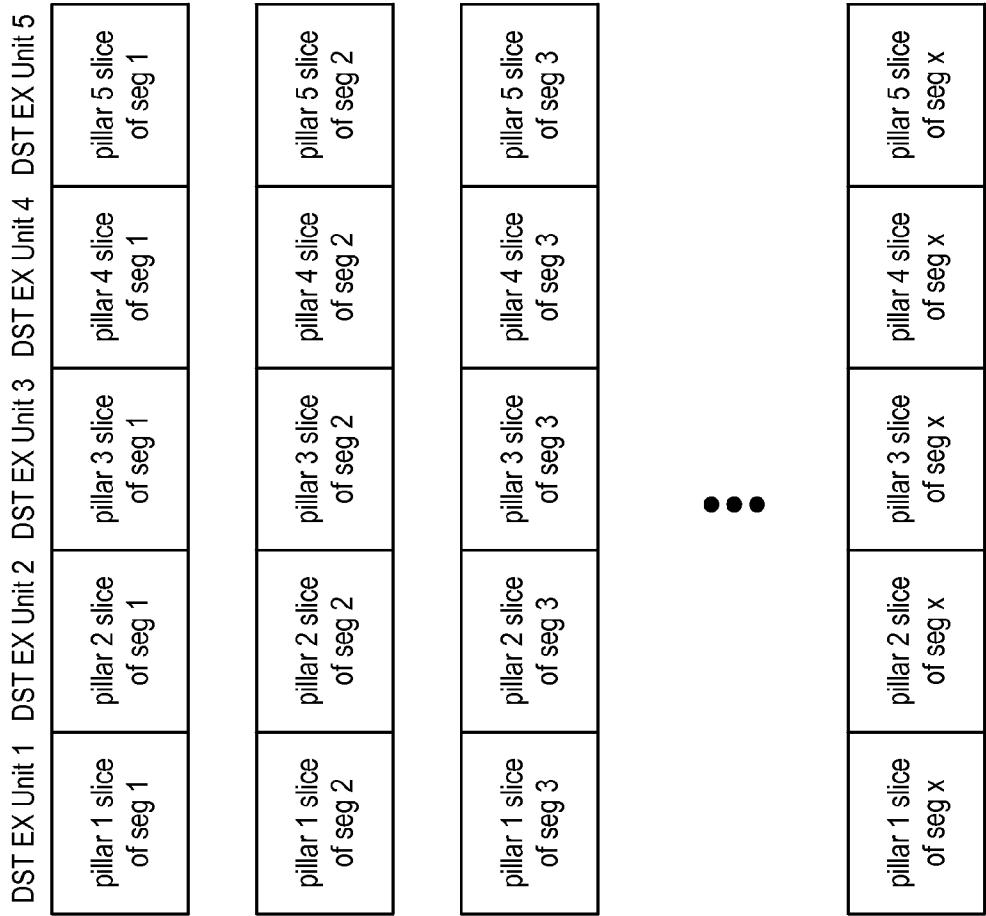 DST EX Unit 1
DST EX Unit 2
DST EX Unit 3
DST EX Unit 4
DST EX Unit 5
pillar 1 slice
of seg 1
pillar 2 slice
of seg 1
pillar 3 slice
of seg 1
pillar 4 slice
of seg 1
pillar 5 slice
of seg 1
pillar 1 slice
of seg 2
pillar 2 slice
of seg 2
pillar 3 slice
of seg 2
pillar 4 slice
of seg 2
pillar 5 slice
of seg 2
pillar 1 slice
of seg 3
pillar 2 slice
of seg 3
pillar 3 slice
of seg 3
pillar 4 slice
of seg 3
pillar 5 slice
of seg 3
pillar 1 slice
of seg x
pillar 2 slice
of seg x
pillar 3 slice
of seg x
pillar 4 slice
of seg x
pillar 5 slice
of seg x